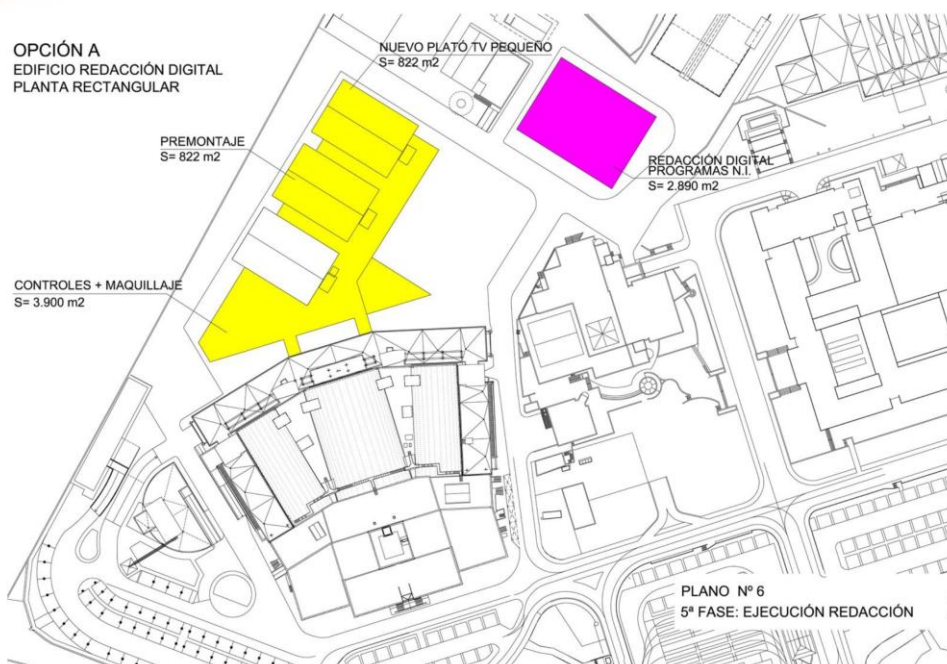 OPCIÓN A
EDIFICIO REDACCIÓN DIGITAL
PLANTA RECTANGULAR
NUEVO PLATÓ TV PEQUEÑO
S= 822 m2
PREMONTAJE
S= 822 m2
REDACCIÓN DIGITAL
PROGRAMAS N.I.
S= 2.890 m2
CONTROLES + MAQUILLAJE
S= 3.900 m2
PLANO Nº 6
5ª FASE: EJECUCIÓN REDACCIÓN